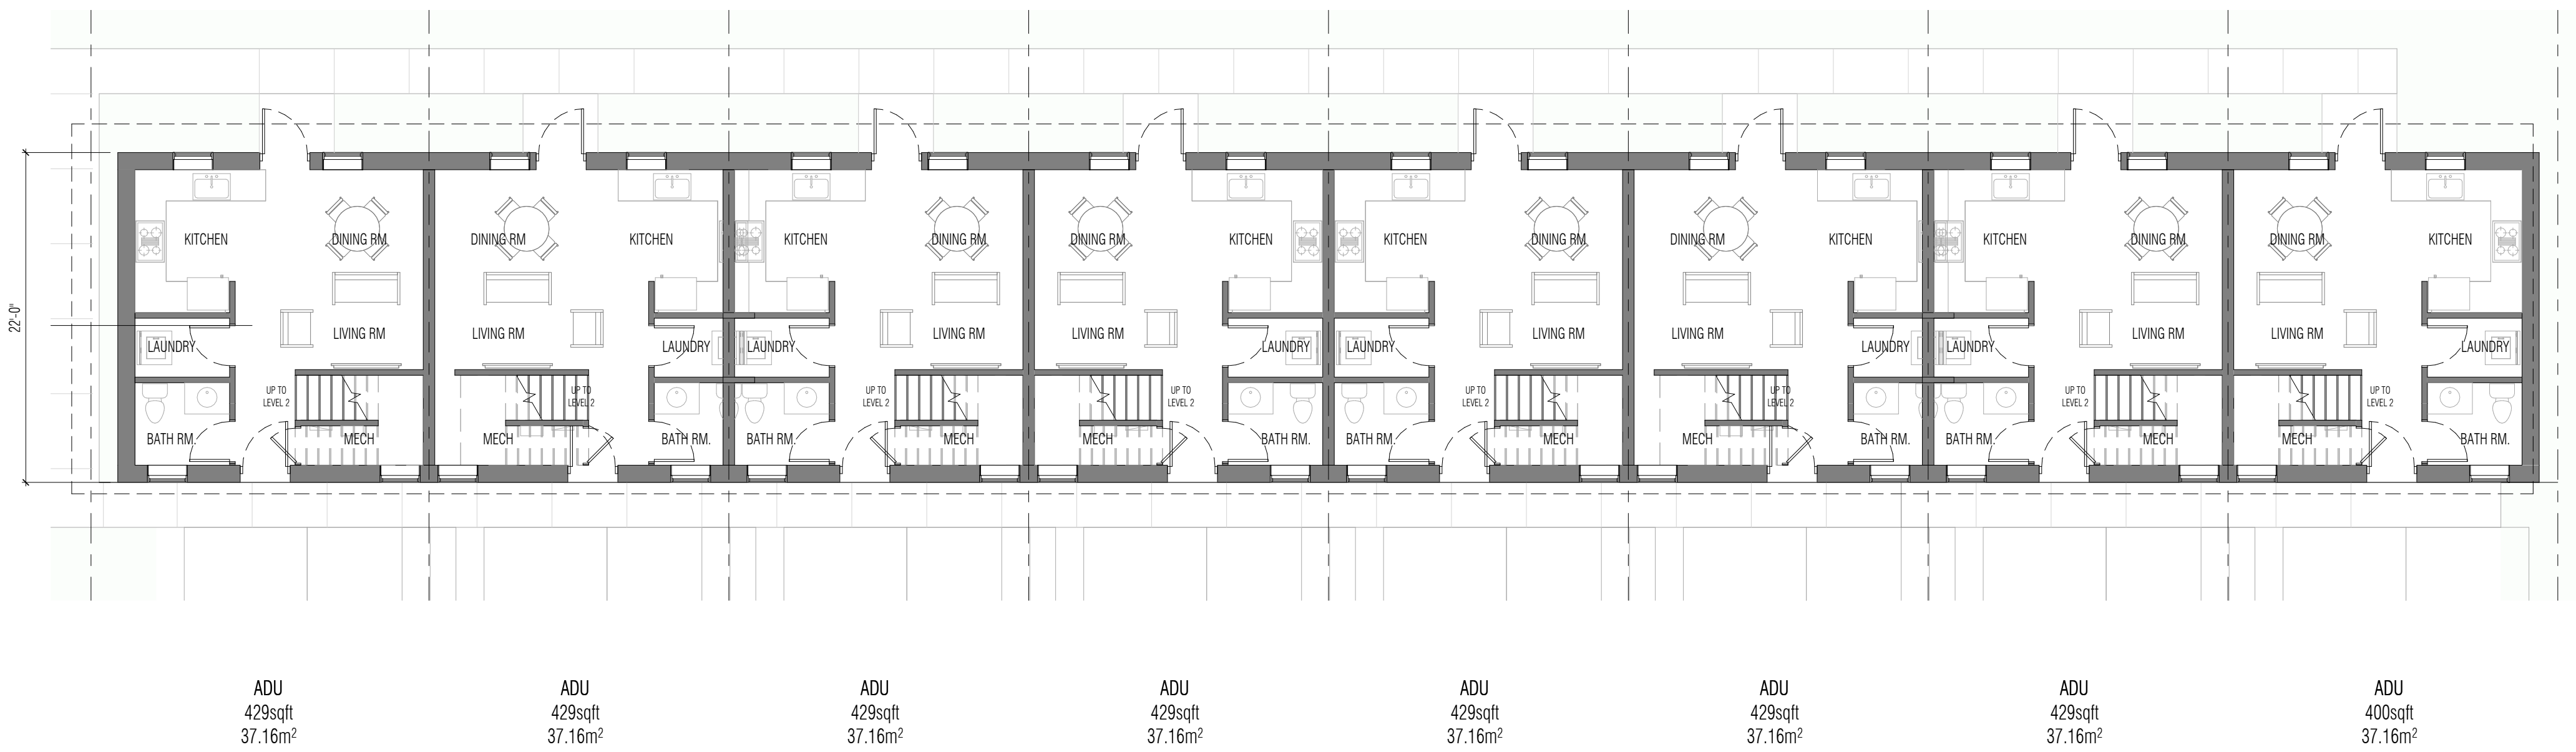 KITCHEN DINING RM DINING RM KITCHEN KITCHEN DINING RM DINING RM KITCHEN KITCHEN DINING RM DINING RM KITCHEN KITCHEN DINING RM DINING RM KITCHEN
22'-0"
LIVING RM LIVING RM LIVING RM LIVING RM LIVING RM LIVING RM LIVING RM LIVING RM
LAUNDRY LAUNDRY LAUNDRY LAUNDRY LAUNDRY LAUNDRY LAUNDRY LAUNDRY
UP TO UP TO UP TO UP TO UP TO UP TO UP TO UP TO
LEVEL 2 LEVEL 2 LEVEL 2 LEVEL 2 LEVEL 2 LEVEL 2 LEVEL 2 LEVEL 2
BATH RM. MECH MECH BATH RM. BATH RM. MECH MECH BATH RM. BATH RM. MECH MECH BATH RM. BATH RM. MECH MECH BATH RM.
ADU ADU ADU ADU ADU ADU ADU ADU
429sqft 429sqft 429sqft 429sqft 429sqft 429sqft 429sqft 400sqft
37.16m² 37.16m² 37.16m² 37.16m² 37.16m² 37.16m² 37.16m² 37.16m²